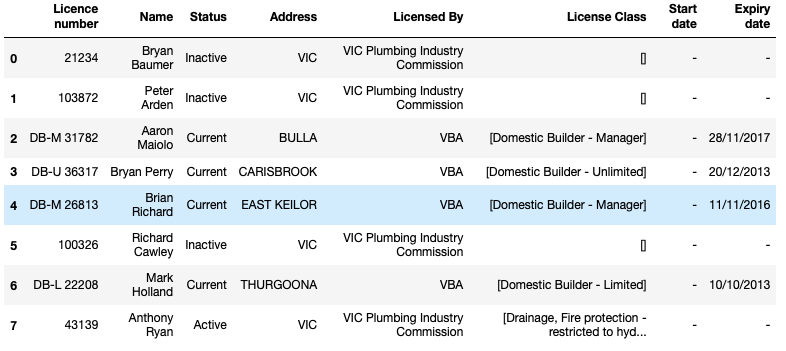 Licence number Name Status Address Licensed By License Class Start date Expiry date
0 21234 Bryan Baumer Inactive VIC VIC Plumbing Industry Commission [] - -
1 103872 Peter Arden Inactive VIC VIC Plumbing Industry Commission [] - -
2 DB-M 31782 Aaron Maiolo Current BULLA VBA [Domestic Builder - Manager] - 28/11/2017
3 DB-U 36317 Bryan Perry Current CARISBROOK VBA [Domestic Builder - Unlimited] - 20/12/2013
4 DB-M 26813 Brian Richard Current EAST KEILOR VBA [Domestic Builder - Manager] - 11/11/2016
5 100326 Richard Cawley Inactive VIC VIC Plumbing Industry Commission [] - -
6 DB-L 22208 Mark Holland Current THURGOONA VBA [Domestic Builder - Limited] - 10/10/2013
7 43139 Anthony Ryan Active VIC VIC Plumbing Industry Commission [Drainage, Fire protection - restricted to hyd... - -